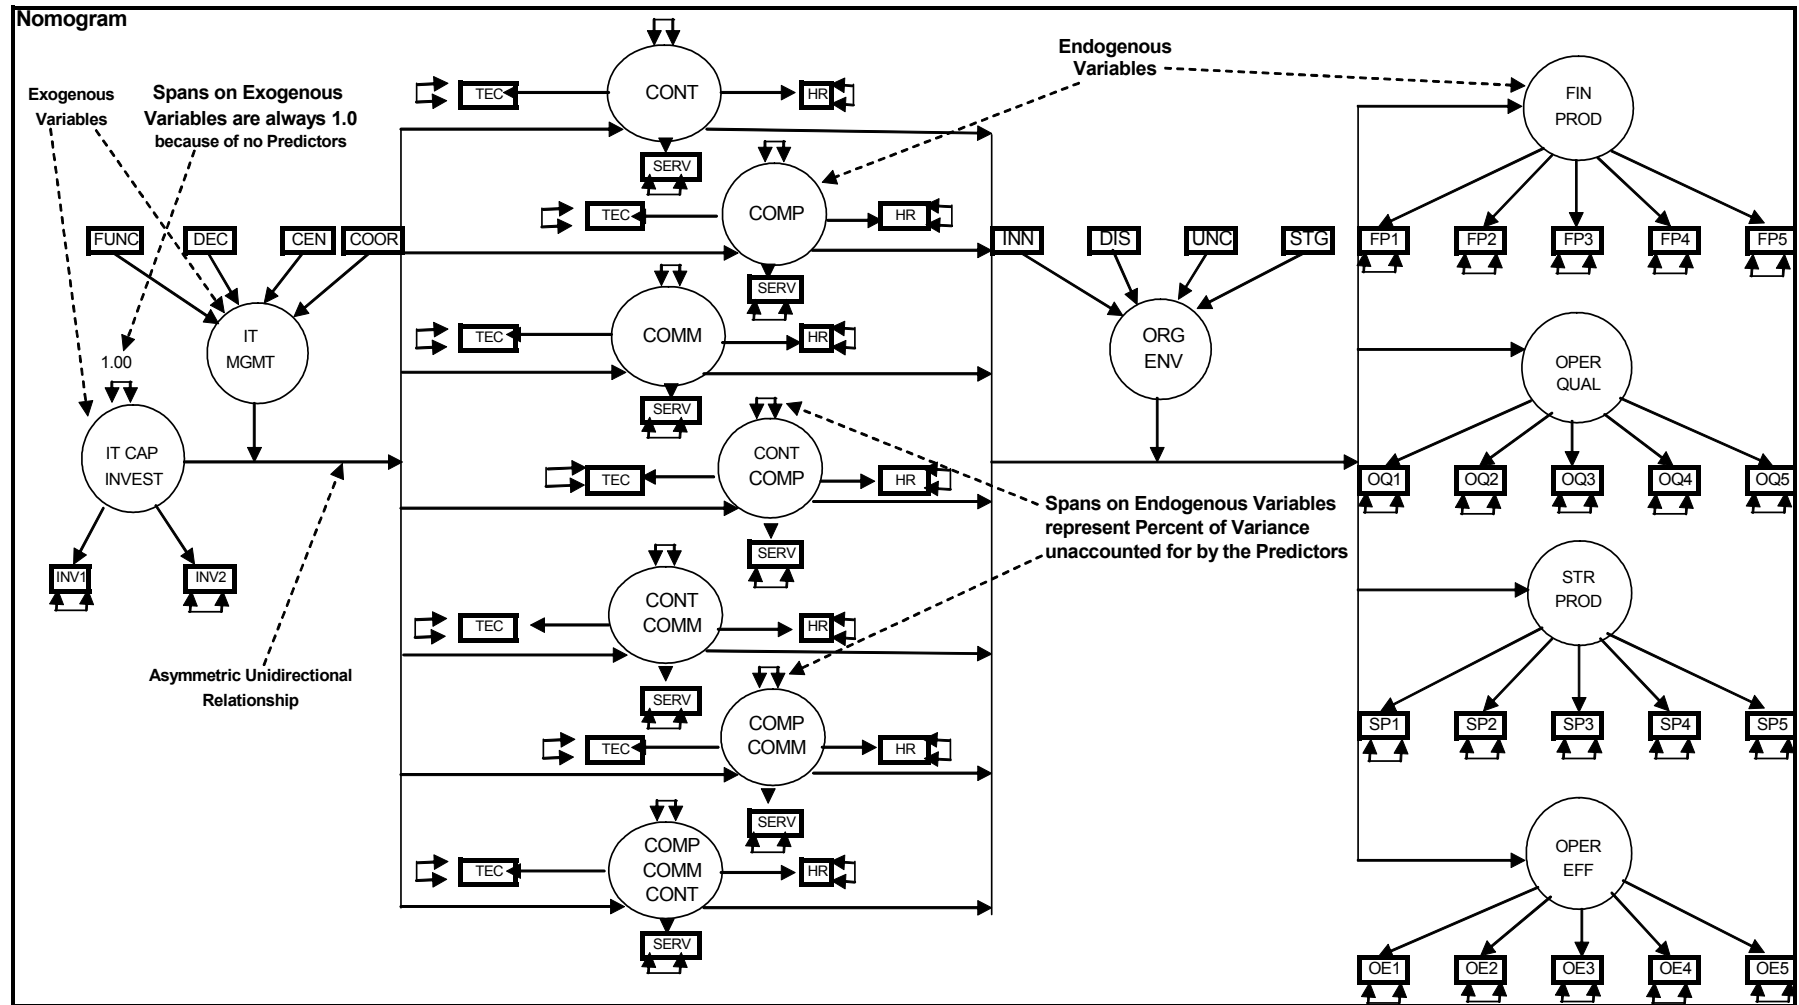 Nomogram
Exogenous
Variables
Spans on Exogenous
Variables are always 1.0
because of no Predictors
FUNC
DEC
CEN
COOR
IT
MGMT
1.00
IT CAP
INVEST
INV1
INV2
Asymmetric Unidirectional
Relationship
CONT
TEC
HR
SERV
COMP
TEC
HR
SERV
COMM
TEC
HR
SERV
CONT
COMP
TEC
HR
SERV
CONT
COMM
TEC
HR
SERV
COMP
COMM
TEC
HR
SERV
COMP
COMM
CONT
TEC
HR
SERV
Endogenous
Variables
INN
DIS
UNC
STG
ORG
ENV
Spans on Endogenous Variables
represent Percent of Variance
unaccounted for by the Predictors
FIN
PROD
FP1
FP2
FP3
FP4
FP5
OPER
QUAL
OQ1
OQ2
OQ3
OQ4
OQ5
STR
PROD
SP1
SP2
SP3
SP4
SP5
OPER
EFF
OE1
OE2
OE3
OE4
OE5